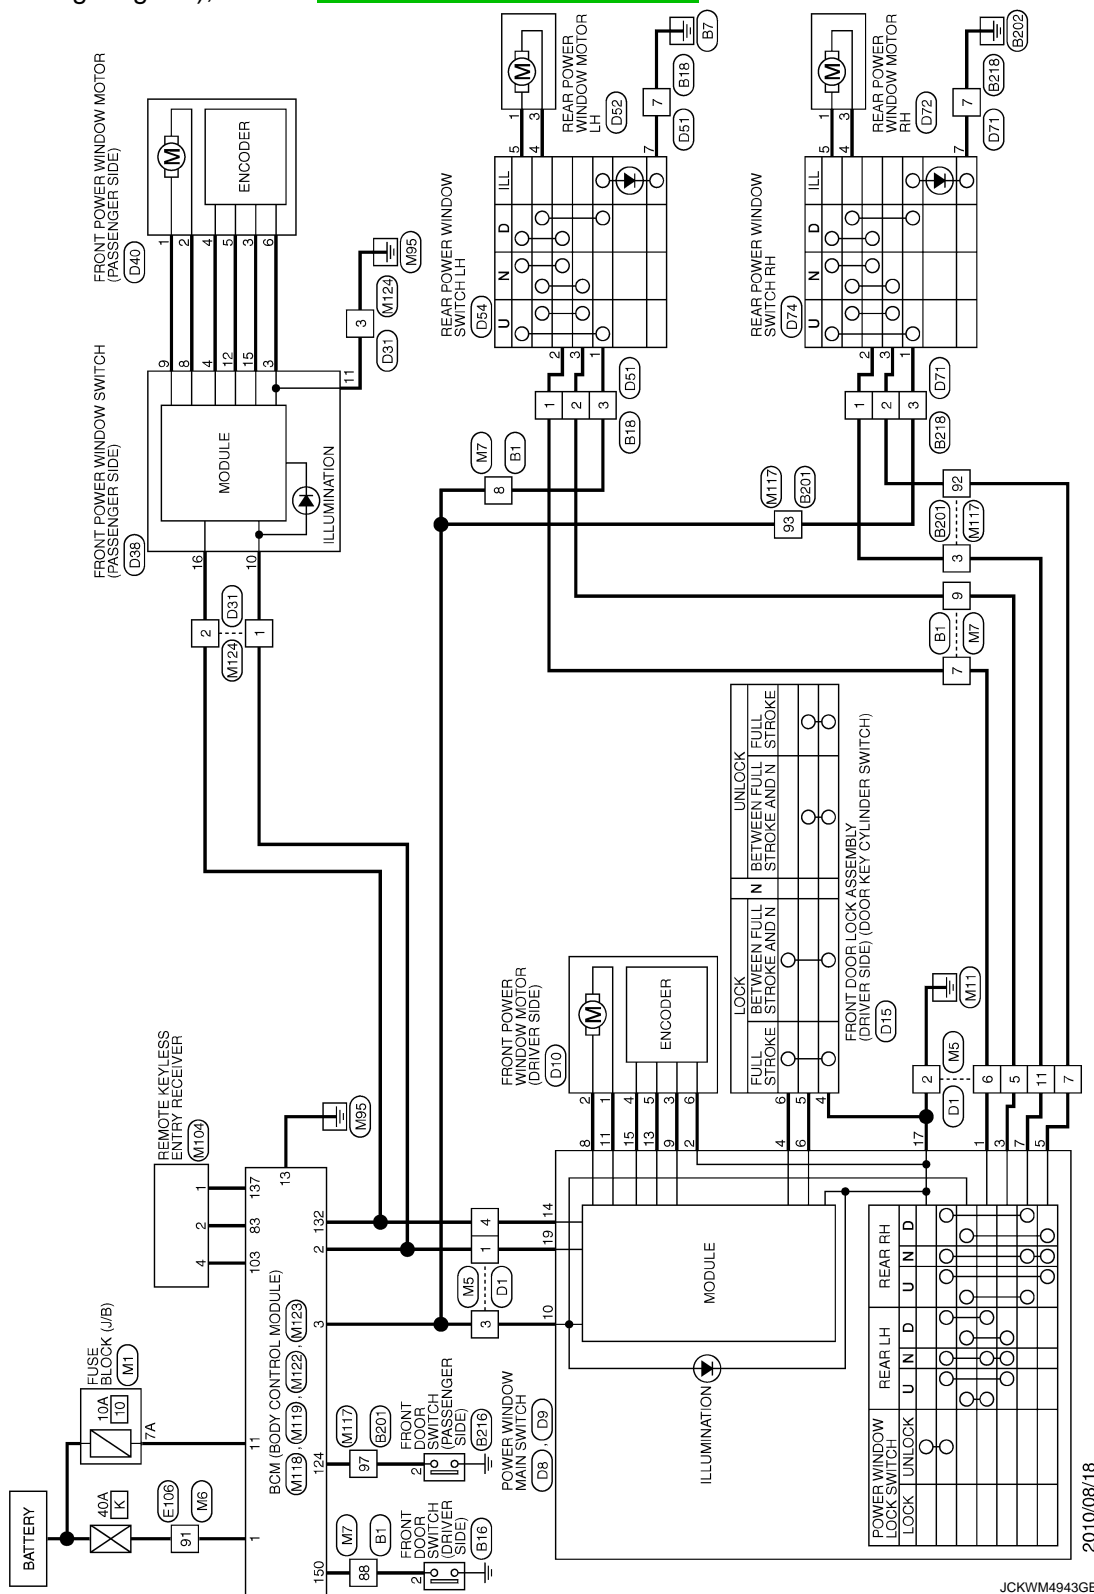 BATTERY
40A
K
E106
91
M6
1
10A
10
7A
FUSE
BLOCK (J/B)
M1
11
REMOTE KEYLESS
ENTRY RECEIVER
M104
4
2
1
103
83
137
BCM (BODY CONTROL MODULE)
M118 , M119 , M122 , M123
13
M95
150
124
3
2
132
M7
88
B1
2
FRONT
DOOR
SWITCH
(DRIVER
SIDE)
B16
M117
97
B201
2
FRONT
DOOR
SWITCH
(PASSENGER
SIDE)
B216
M5
D1
3
1
4
10
19
14
POWER WINDOW
MAIN SWITCH
D8 , D9
MODULE
ILLUMINATION
POWER WINDOW
LOCK SWITCH
LOCK
UNLOCK
REAR LH
U
N
D
REAR RH
U
N
D
8
11
15
13
9
2
4
6
17
1
3
7
5
FRONT POWER
WINDOW MOTOR
(DRIVER SIDE)
D10
M
ENCODER
2
1
4
5
3
6
LOCK
UNLOCK
FULL
STROKE
BETWEEN FULL
STROKE AND N
N
BETWEEN FULL
STROKE AND N
FULL
STROKE
6
5
4
FRONT DOOR LOCK ASSEMBLY
(DRIVER SIDE) (DOOR KEY CYLINDER SWITCH)
D15
M11
2
D1
M5
6
5
11
7
FRONT POWER WINDOW SWITCH
(PASSENGER SIDE)
D38
MODULE
ILLUMINATION
16
10
2
1
M124
D31
9
8
4
12
15
3
11
3
D31
M124
M95
FRONT POWER WINDOW MOTOR
(PASSENGER SIDE)
D40
M
ENCODER
1
2
4
5
3
6
M7
8
B1
M117
93
B201
B201
M117
3
92
B1
M7
7
9
REAR POWER WINDOW
SWITCH LH
D54
U
N
D
ILL
2
3
1
1
2
3
B18
D51
5
4
7
1
3
M
REAR POWER
WINDOW MOTOR
LH
D52
D51
7
B18
B7
REAR POWER WINDOW
SWITCH RH
D74
U
N
D
ILL
2
3
1
1
2
3
B218
D71
5
4
7
1
3
M
REAR POWER
WINDOW MOTOR
RH
D72
D71
7
B218
B202
2010/08/18
JCKWM4943GB